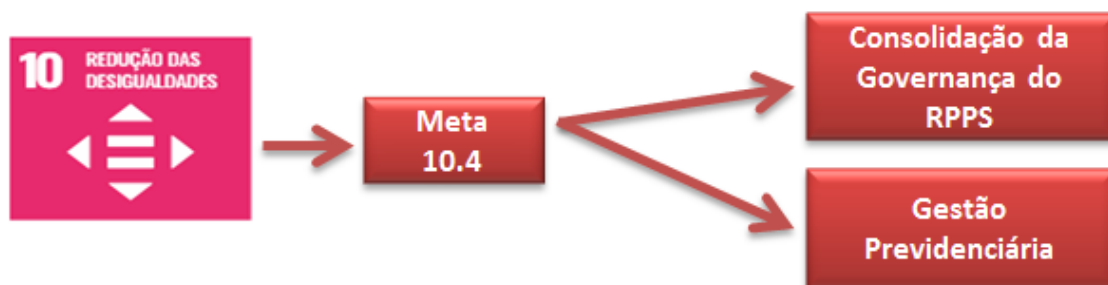 10 REDUÇÃO DAS
DESIGUALDADES
Meta
10.4
Consolidação da
Governança do
RPPS
Gestão
Previdenciária